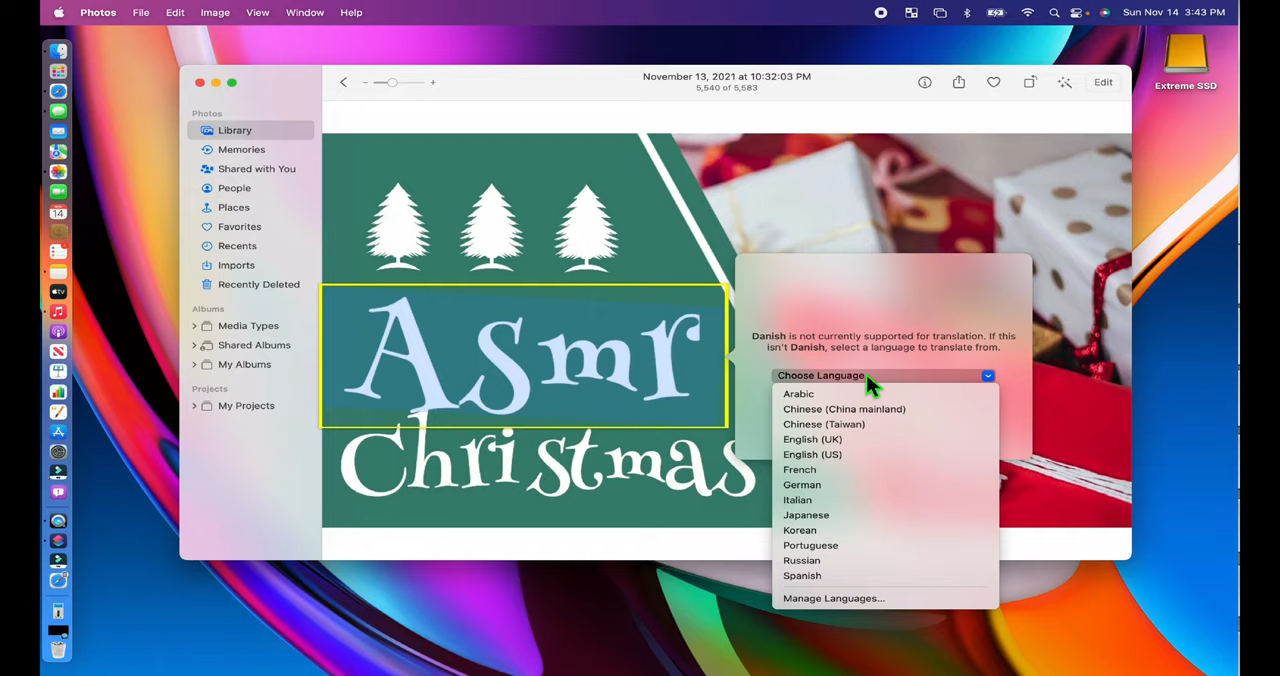 Photos File Edit Image View Window Help
Sun Nov 14 3:43 PM
Extreme SSD
November 13, 2021 at 10:32:03 PM
5,540 of 5,583
Edit
Photos
Library
Memories
Shared with You
People
Places
Favorites
Recents
Imports
Recently Deleted
Albums
Media Types
Shared Albums
My Albums
Projects
My Projects
Asmr
Christmas
Danish is not currently supported for translation. If this
isn't Danish, select a language to translate from.
Choose Language
Arabic
Chinese (China mainland)
Chinese (Taiwan)
English (UK)
English (US)
French
German
Italian
Japanese
Korean
Portuguese
Russian
Spanish
Manage Languages...
14
tv